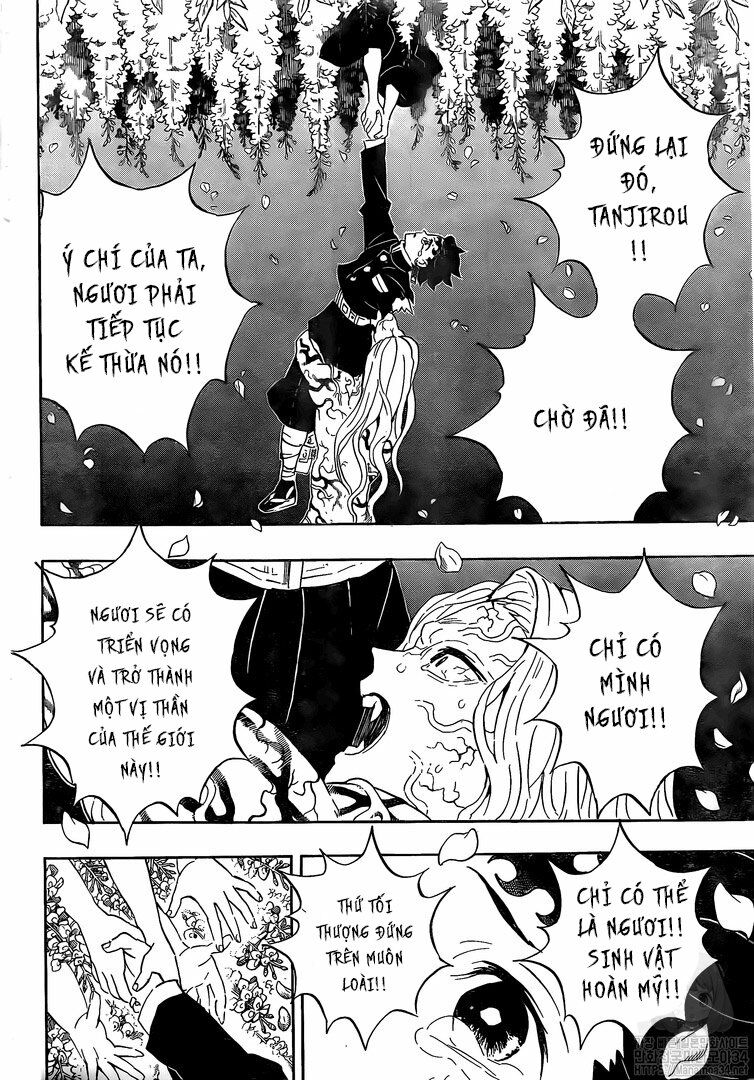 ĐỨNG LẠI
ĐÓ,
TANJIROU
!!
CHỜ ĐÃ!!
Ý CHÍ CỦA TA,
NGƯƠI PHẢI
TIẾP TỤC
KẾ THỪA NÓ!!
CHỈ CÓ
MÌNH
NGƯƠI!!
NGƯƠI SẼ CÓ
TRIỂN VỌNG
VÀ TRỞ THÀNH
MỘT VỊ THẦN
CỦA THẾ GIỚI
NÀY!!
CHỈ CÓ THỂ
LÀ NGƯƠI!!
SINH VẬT
HOÀN MỸ!!
THỨ TỐI
THƯỢNG ĐỨNG
TRÊN MUÔN
LOÀI!!